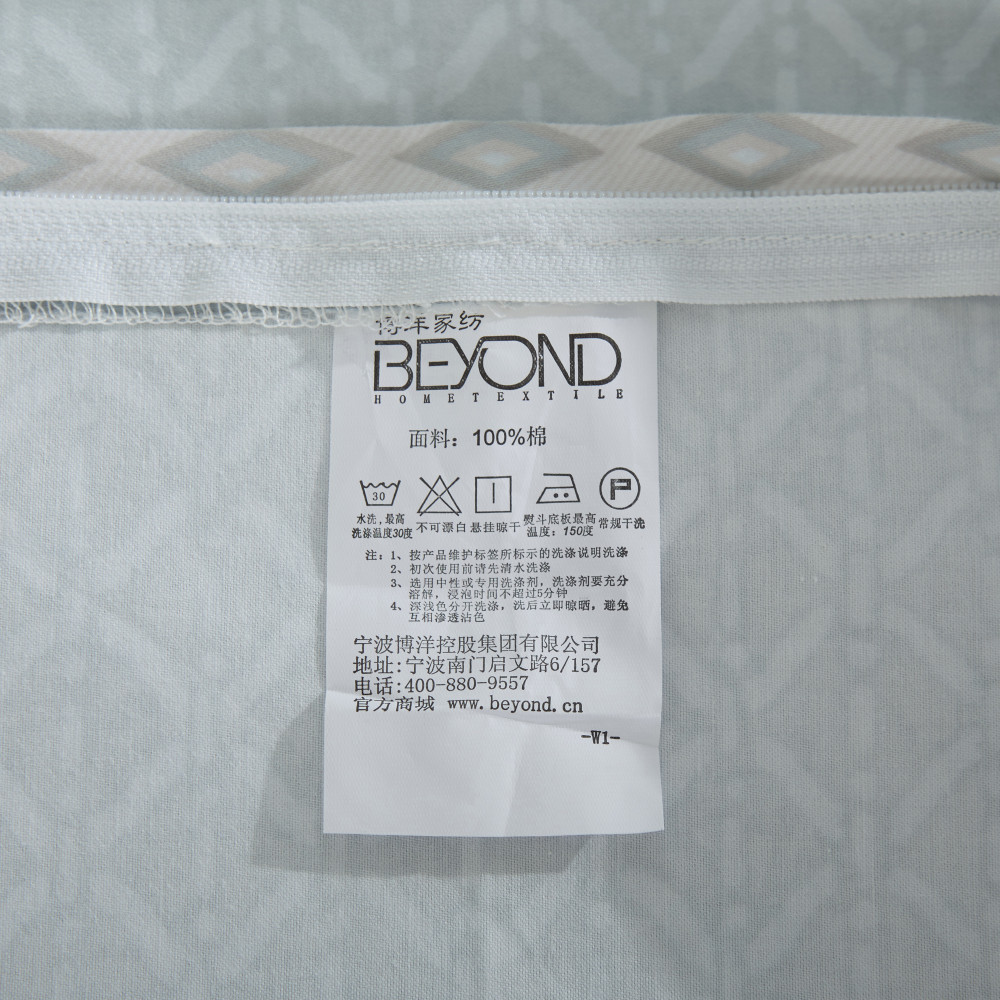 博洋家纺
BEYOND
HOMETEXTILE
面料：100%棉
30
P
水洗，最高
洗涤温度30度
不可漂白
悬挂晾干
熨斗底板最高
温度：150度
常规干洗
注：1、按产品维护标签所标示的洗涤说明洗涤
2、初次使用前请先清水洗涤
3、选用中性或专用洗涤剂，洗涤剂要充分
溶解，浸泡时间不超过5分钟
4、深浅色分开洗涤，洗后立即晾晒，避免
互相渗透沾色
宁波博洋控股集团有限公司
地址:宁波南门启文路6/157
电话:400-880-9557
官方商城 www.beyond.cn
-W1-